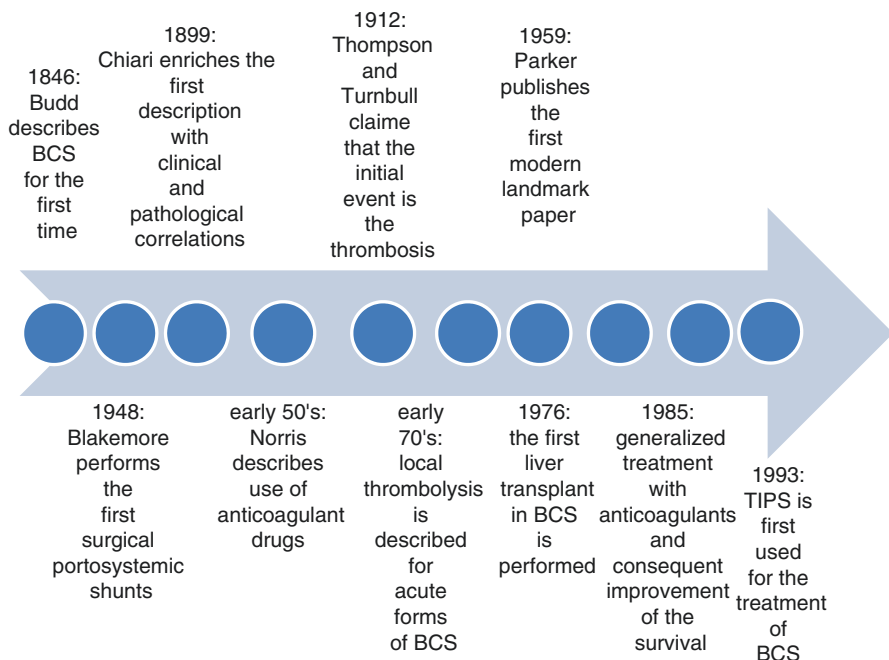 1846:
Budd
describes
BCS
for the
first
time
1899:
Chiari enriches the
first
description
with
clinical
and
pathological
correlations
1912:
Thompson
and
Turnbull
claime
that the
initial
event is
the
thrombosis
1959:
Parker
publishes
the
first
modern
landmark
paper
1948:
Blakemore
performs
the
first
surgical
portosystemic
shunts
early 50's:
Norris
describes
use of
anticoagulant
drugs
early
70's:
local
thrombolysis
is
described
for
acute
forms
of BCS
1976:
the first
liver
transplant
in BCS
is
performed
1985:
generalized
treatment
with
anticoagulants
and
consequent
improvement
of the
survival
1993:
TIPS is
first
used
for the
treatment
of
BCS